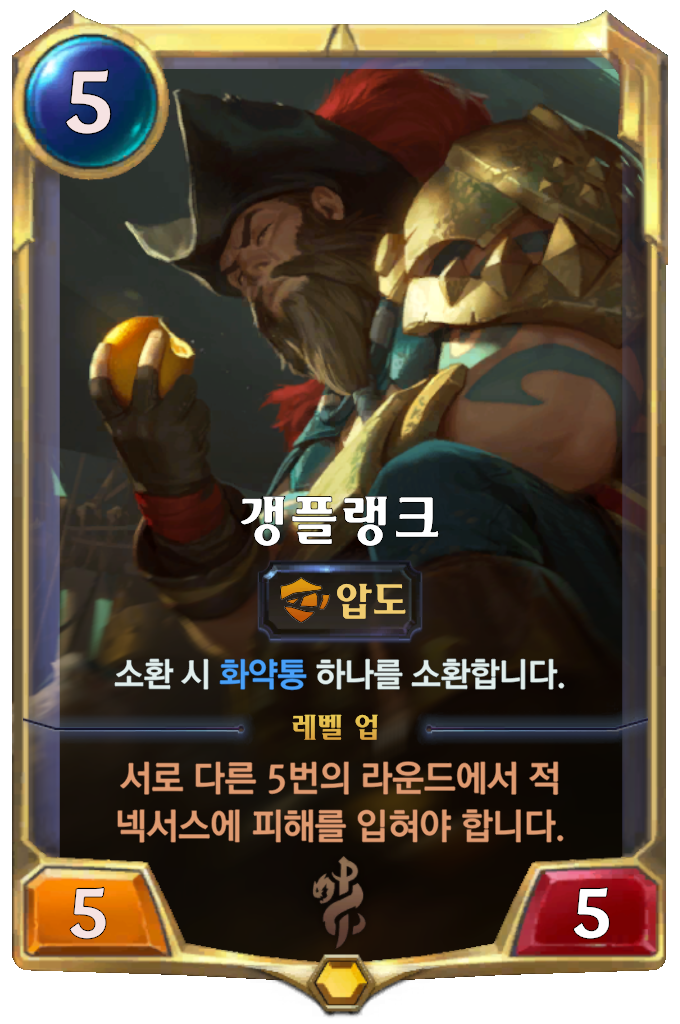 5
갱플랭크
압도
소환 시 화약통 하나를 소환합니다.
레벨 업
서로 다른 5번의 라운드에서 적
넥서스에 피해를 입혀야 합니다.
5
5